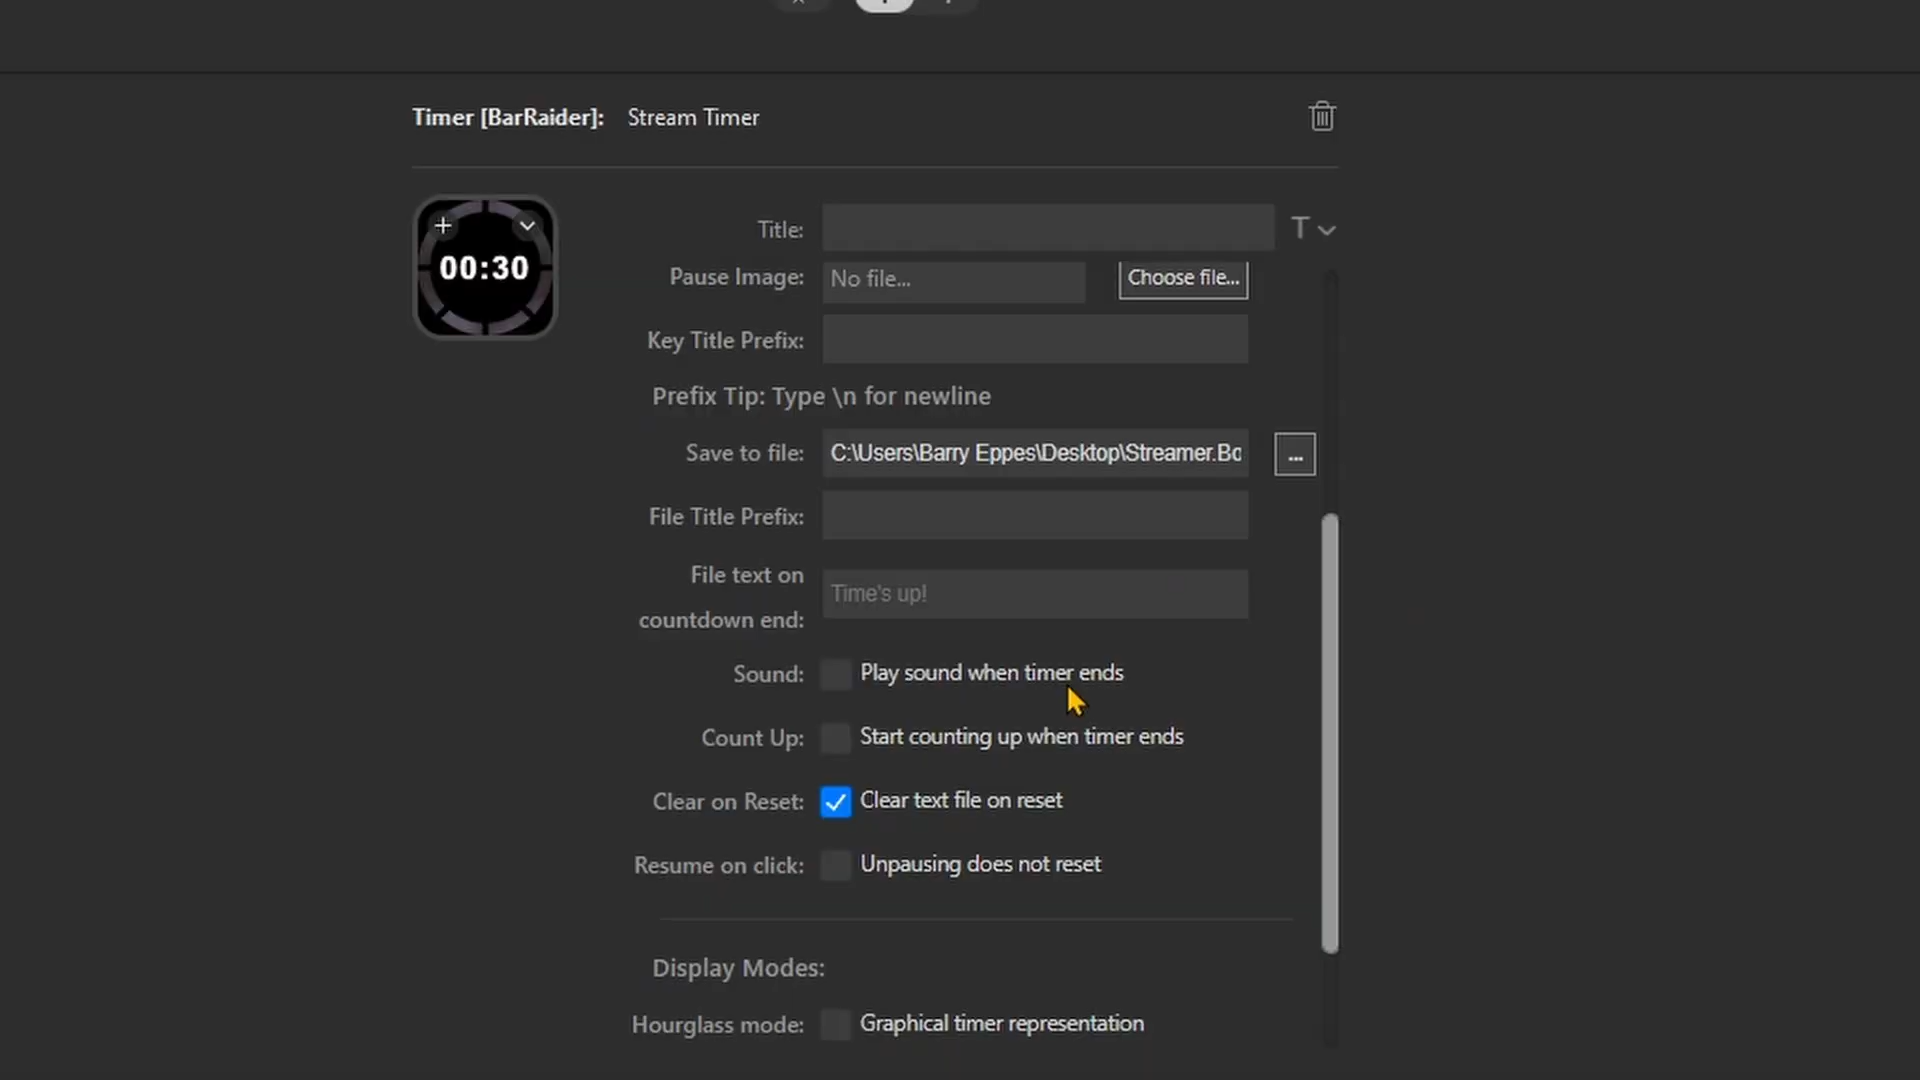 Timer [BarRaider]: Stream Timer
00:30
Title:
T
Pause Image: No file... Choose file...
Key Title Prefix:
Prefix Tip: Type \n for newline
Save to file: C:\Users\Barry Eppes\Desktop\Streamer.Bo ...
File Title Prefix:
File text on
countdown end: Time's up!
Sound: Play sound when timer ends
Count Up: Start counting up when timer ends
Clear on Reset: Clear text file on reset
Resume on click: Unpausing does not reset
Display Modes:
Hourglass mode: Graphical timer representation